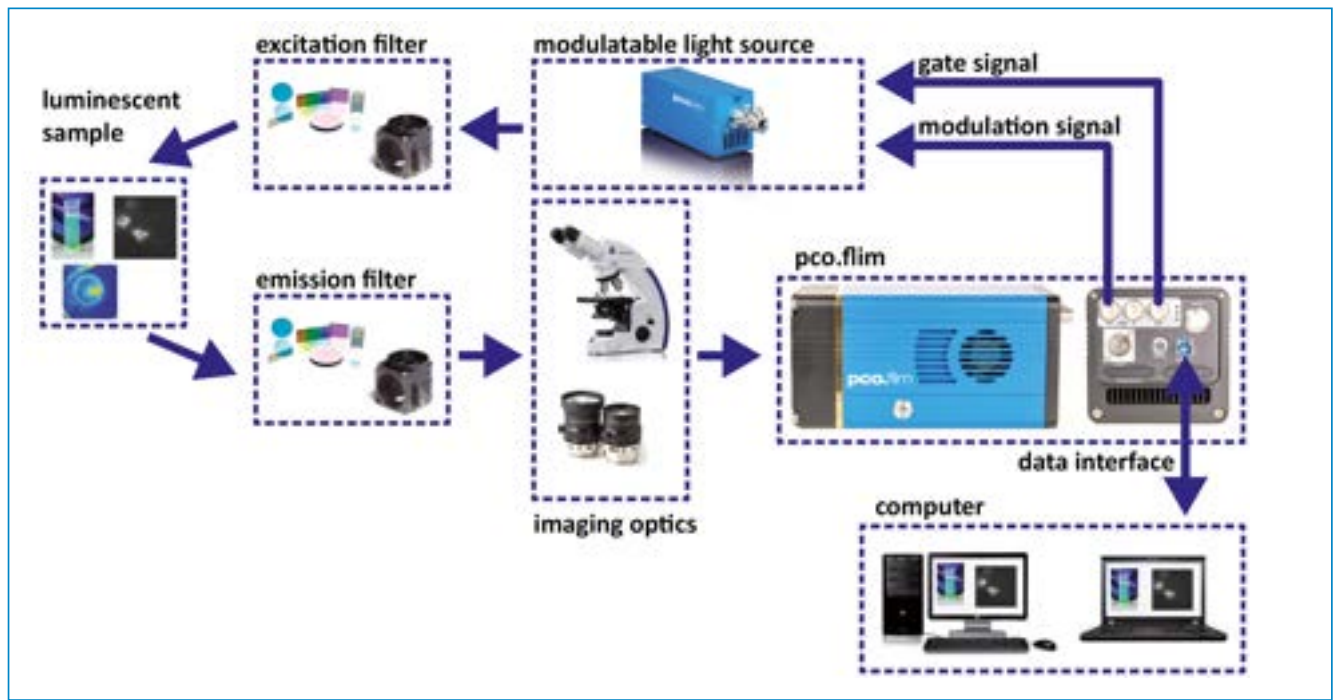 excitation filter
modulatable light source
gate signal
luminescent
sample
modulation signal
pco.flim
emission filter
pco.flim
data interface
imaging optics
computer